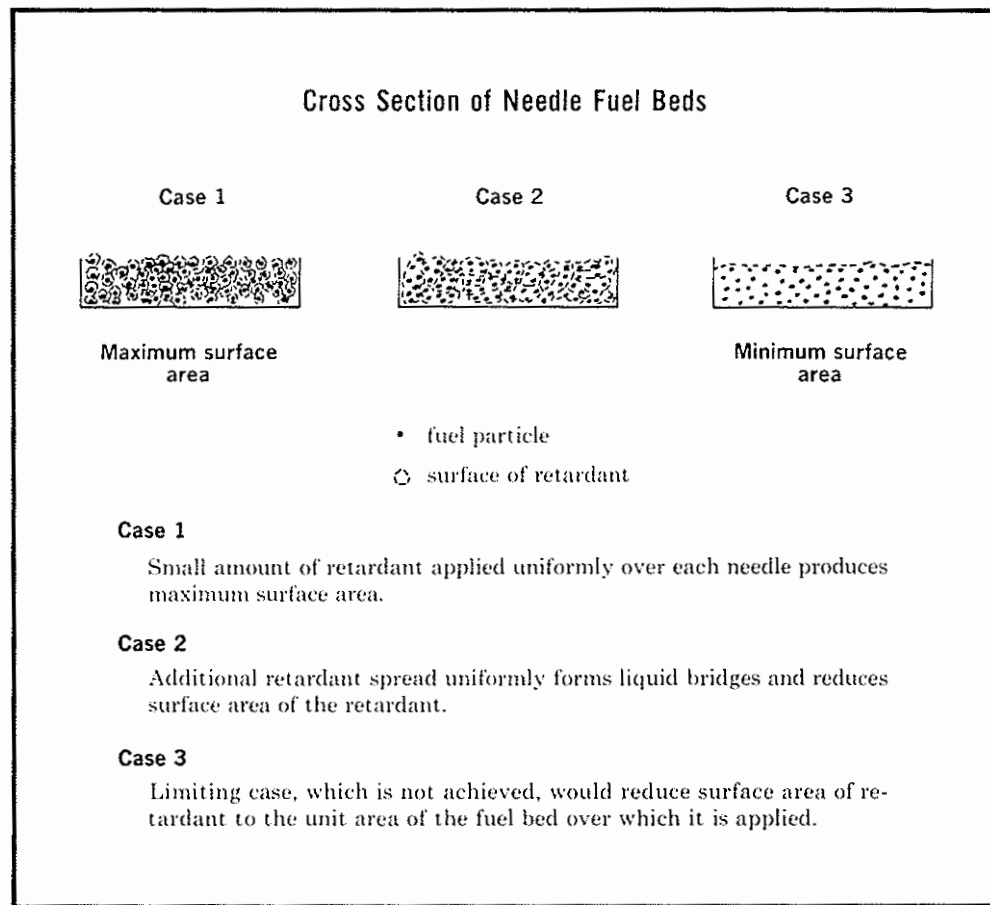 Cross Section of Needle Fuel Beds
Case 1
Case 2
Case 3
Maximum surface
area
Minimum surface
area
fuel particle
surface of retardant
Case 1
Small amount of retardant applied uniformly over each needle produces
maximum surface area.
Case 2
Additional retardant spread uniformly forms liquid bridges and reduces
surface area of the retardant.
Case 3
Limiting case, which is not achieved, would reduce surface area of re-
tardant to the unit area of the fuel bed over which it is applied.